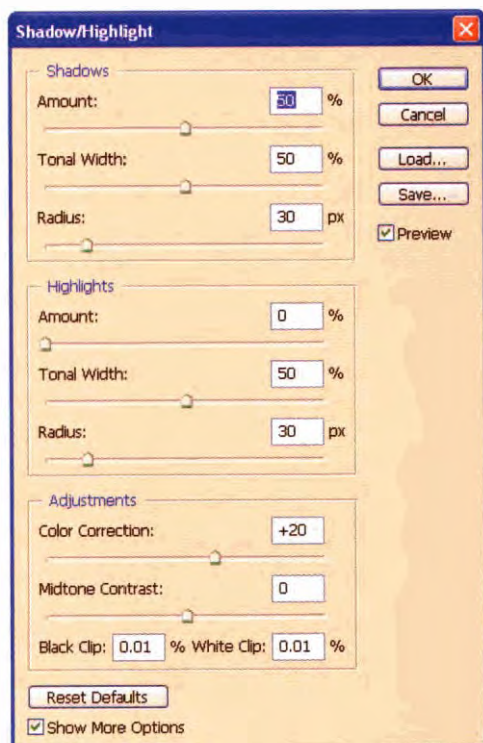 Shadow/Highlight
Shadows
Amount: 50 %
Tonal Width: 50 %
Radius: 30 px
Highlights
Amount: 0 %
Tonal Width: 50 %
Radius: 30 px
Adjustments
Color Correction: +20
Midtone Contrast: 0
Black Clip: 0.01 % White Clip: 0.01 %
Reset Defaults
Show More Options
OK
Cancel
Load...
Save...
Preview